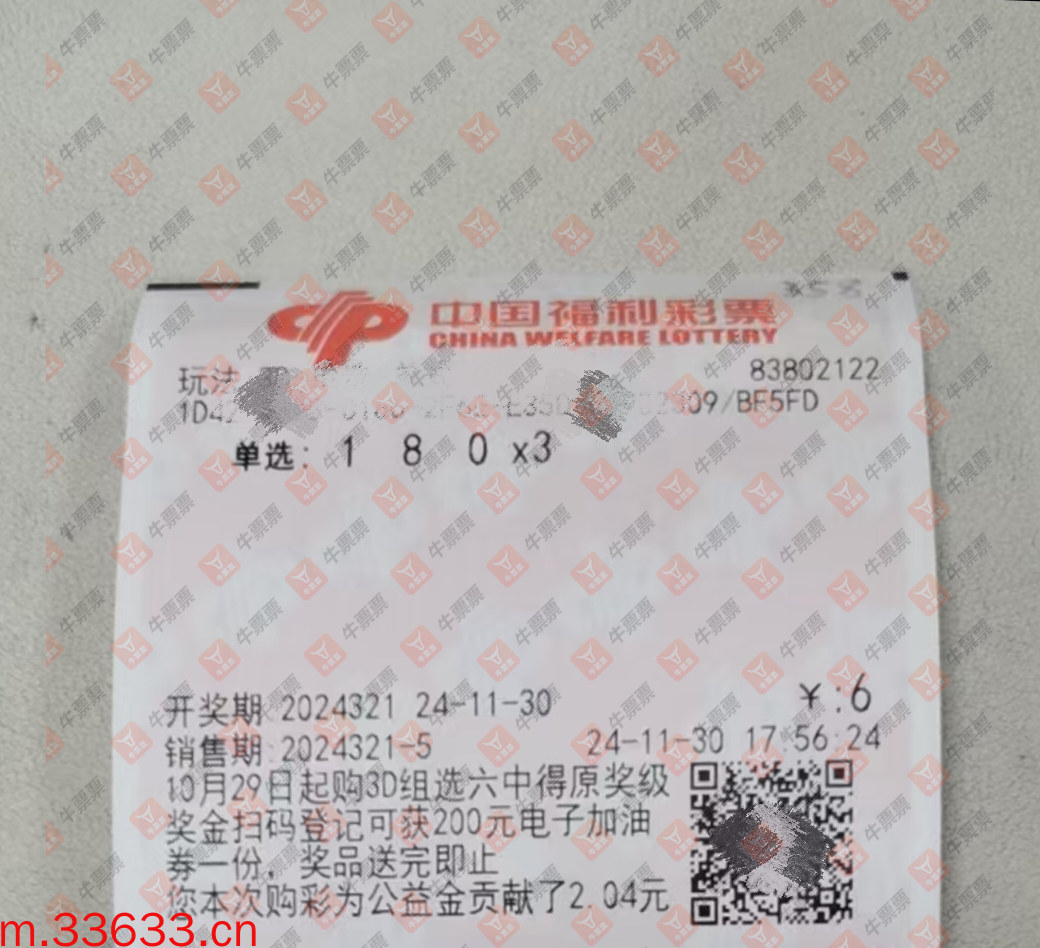 中国福利彩票
CHINA WELFARE LOTTERY
83802122
玩法
09/BF5FD
单选: 1 8 0 x3
开奖期: 2024321 24-11-30 ¥:6
销售期:2024321-5 24-11-30 17:56:24
10月29日起购3D组选六中得原奖级
奖金扫码登记可获200元电子加油
券一份，奖品送完即止
您本次购彩为公益金贡献了2.04元
m.33633.cn
牛票票